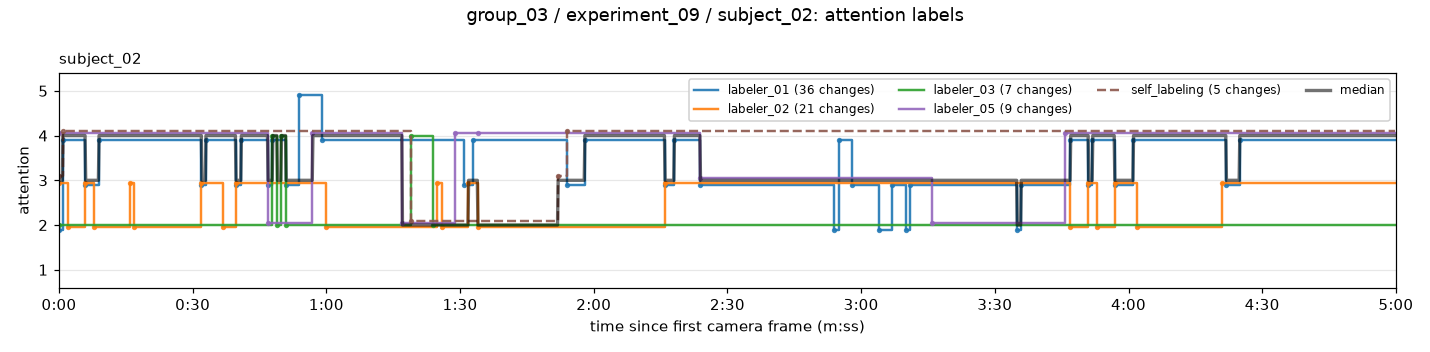 group_03 / experiment_09 / subject_02: attention labels
subject_02
labeler_01 (36 changes)
labeler_02 (21 changes)
labeler_03 (7 changes)
labeler_05 (9 changes)
self_labeling (5 changes)
median
attention
5
4
3
2
1
0:00 0:30 1:00 1:30 2:00 2:30 3:00 3:30 4:00 4:30 5:00
time since first camera frame (m:ss)